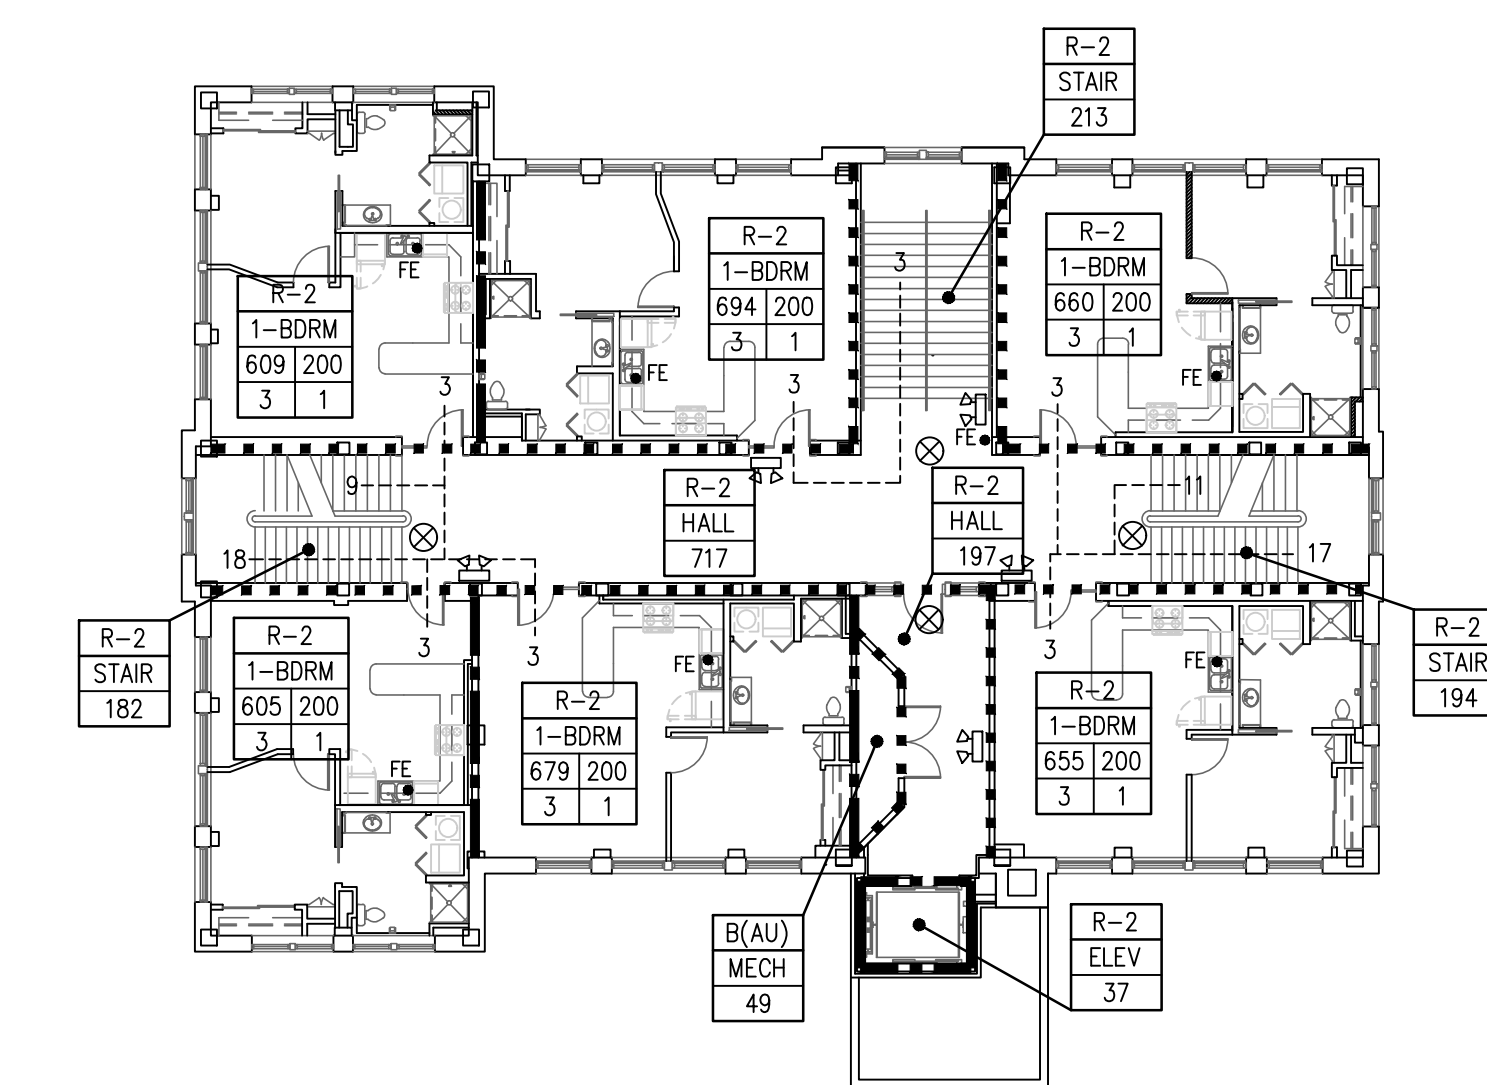 R-2
STAIR
213
R-2
1-BDRM
694 200
3 1
R-2
1-BDRM
660 200
3 1
FE
R-2
1-BDRM
609 200
3 1
3
3
3
3
FE
FE
FE
9
11
R-2
HALL
717
R-2
HALL
197
18
17
3
3
3
R-2
STAIR
182
R-2
1-BDRM
605 200
3 1
FE
R-2
1-BDRM
679 200
3 1
FE
FE
R-2
1-BDRM
655 200
3 1
R-2
STAIR
194
B(AU)
MECH
49
R-2
ELEV
37